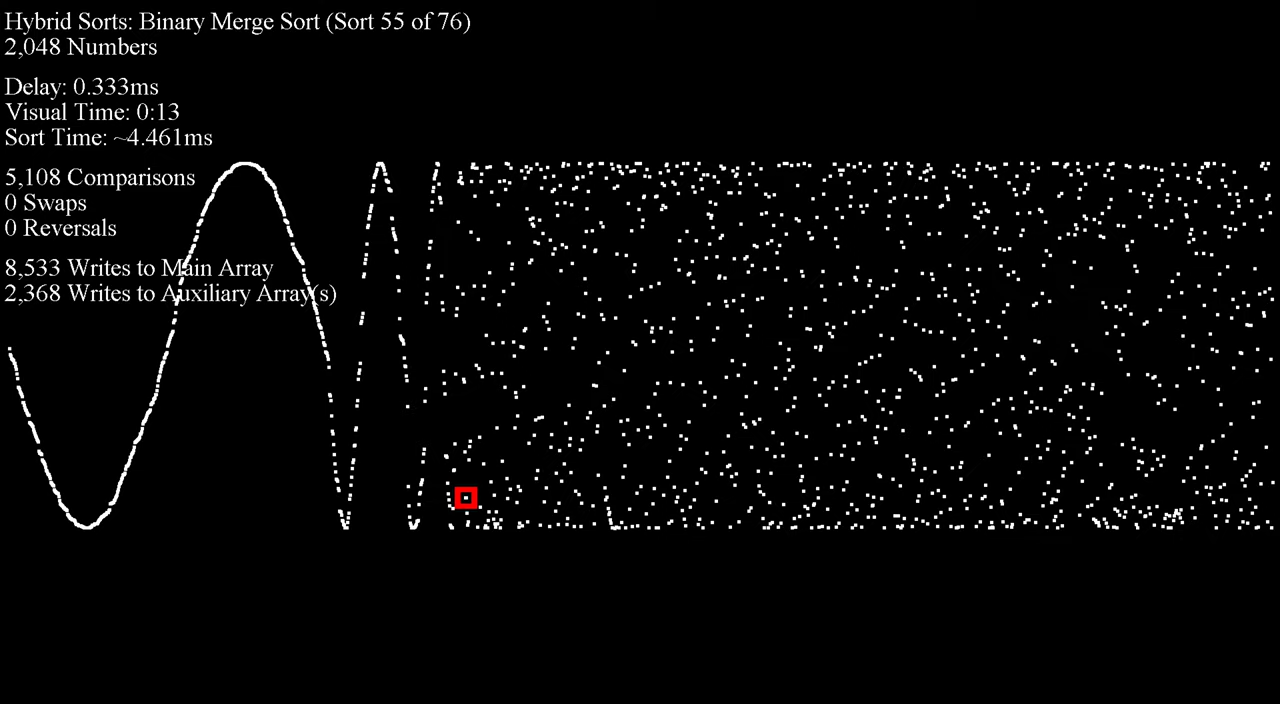 Hybrid Sorts: Binary Merge Sort (Sort 55 of 76)
2,048 Numbers
Delay: 0.333ms
Visual Time: 0:13
Sort Time: ~4.461ms
5,108 Comparisons
0 Swaps
0 Reversals
8,533 Writes to Main Array
2,368 Writes to Auxiliary Array(s)